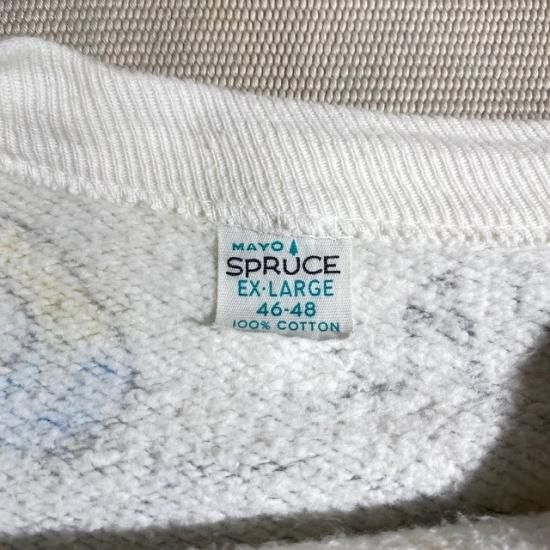 MAYO
SPRUCE
EX-LARGE
46-48
100% COTTON